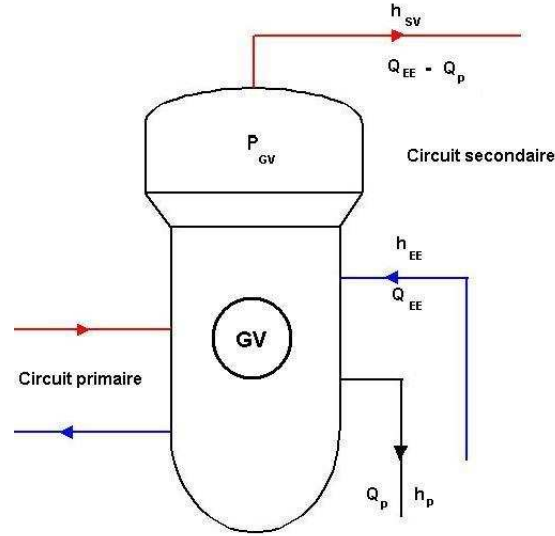 h_SV
Q_EE - Q_p
P_GV
Circuit secondaire
h_EE
Q_EE
GV
Circuit primaire
Q_p h_p